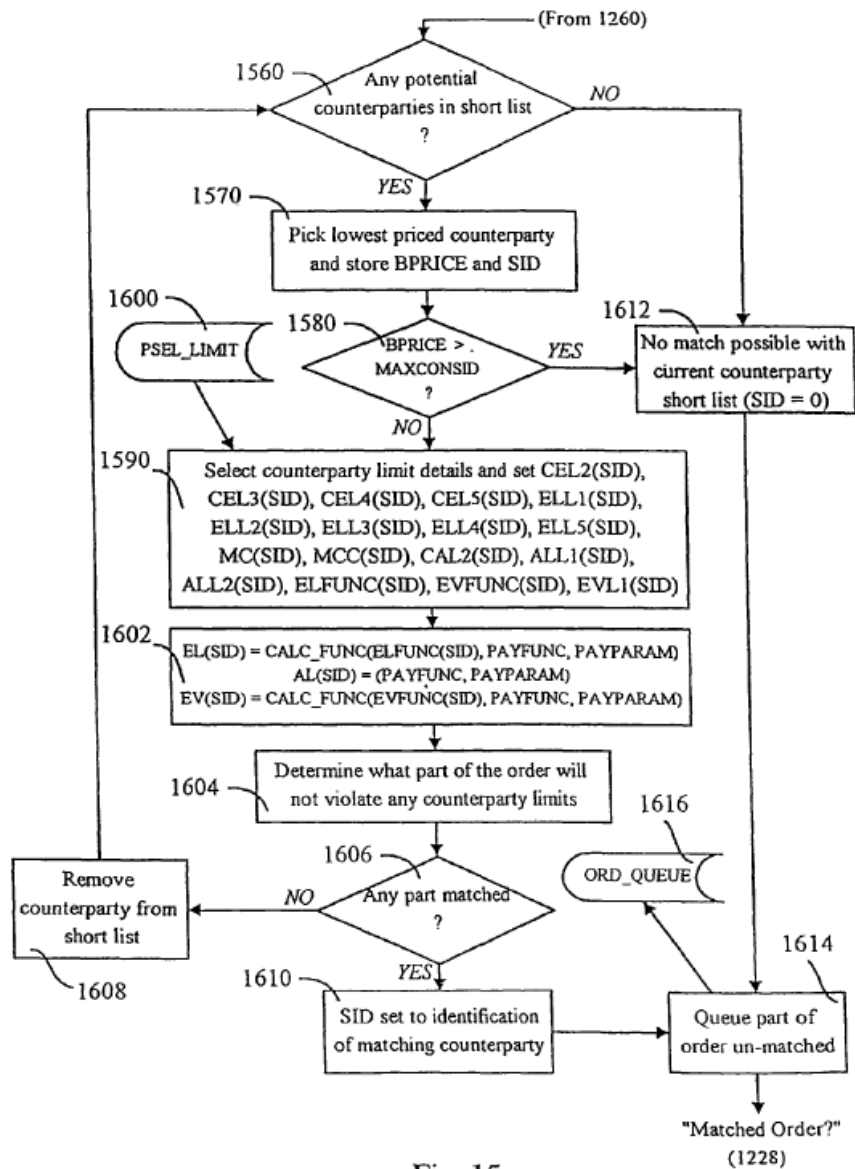 (From 1260)
1560
Any potential
counterparties in short list
?
NO
YES
1570
Pick lowest priced counterparty
and store BPRICE and SID
1600
PSEL_LIMIT
1580
BPRICE >
MAXCONSID
?
YES
NO
1612
No match possible with
current counterparty
short list (SID = 0)
1590
Select counterparty limit details and set CEL2(SID),
CEL3(SID), CEL4(SID), CEL5(SID), ELL1(SID),
ELL2(SID), ELL3(SID), ELL4(SID), ELL5(SID),
MC(SID), MCC(SID), CAL2(SID), ALL1(SID),
ALL2(SID), ELFUNC(SID), EVFUNC(SID), EVL1(SID)
1602
EL(SID) = CALC_FUNC(ELFUNC(SID), PAYFUNC, PAYPARAM)
AL(SID) = (PAYFUNC, PAYPARAM)
EV(SID) = CALC_FUNC(EVFUNC(SID), PAYFUNC, PAYPARAM)
1604
Determine what part of the order will
not violate any counterparty limits
1606
Any part matched
?
NO
YES
Remove
counterparty from
short list
1608
1616
ORD_QUEUE
1610
SID set to identification
of matching counterparty
1614
Queue part of
order un-matched
"Matched Order?"
(1228)